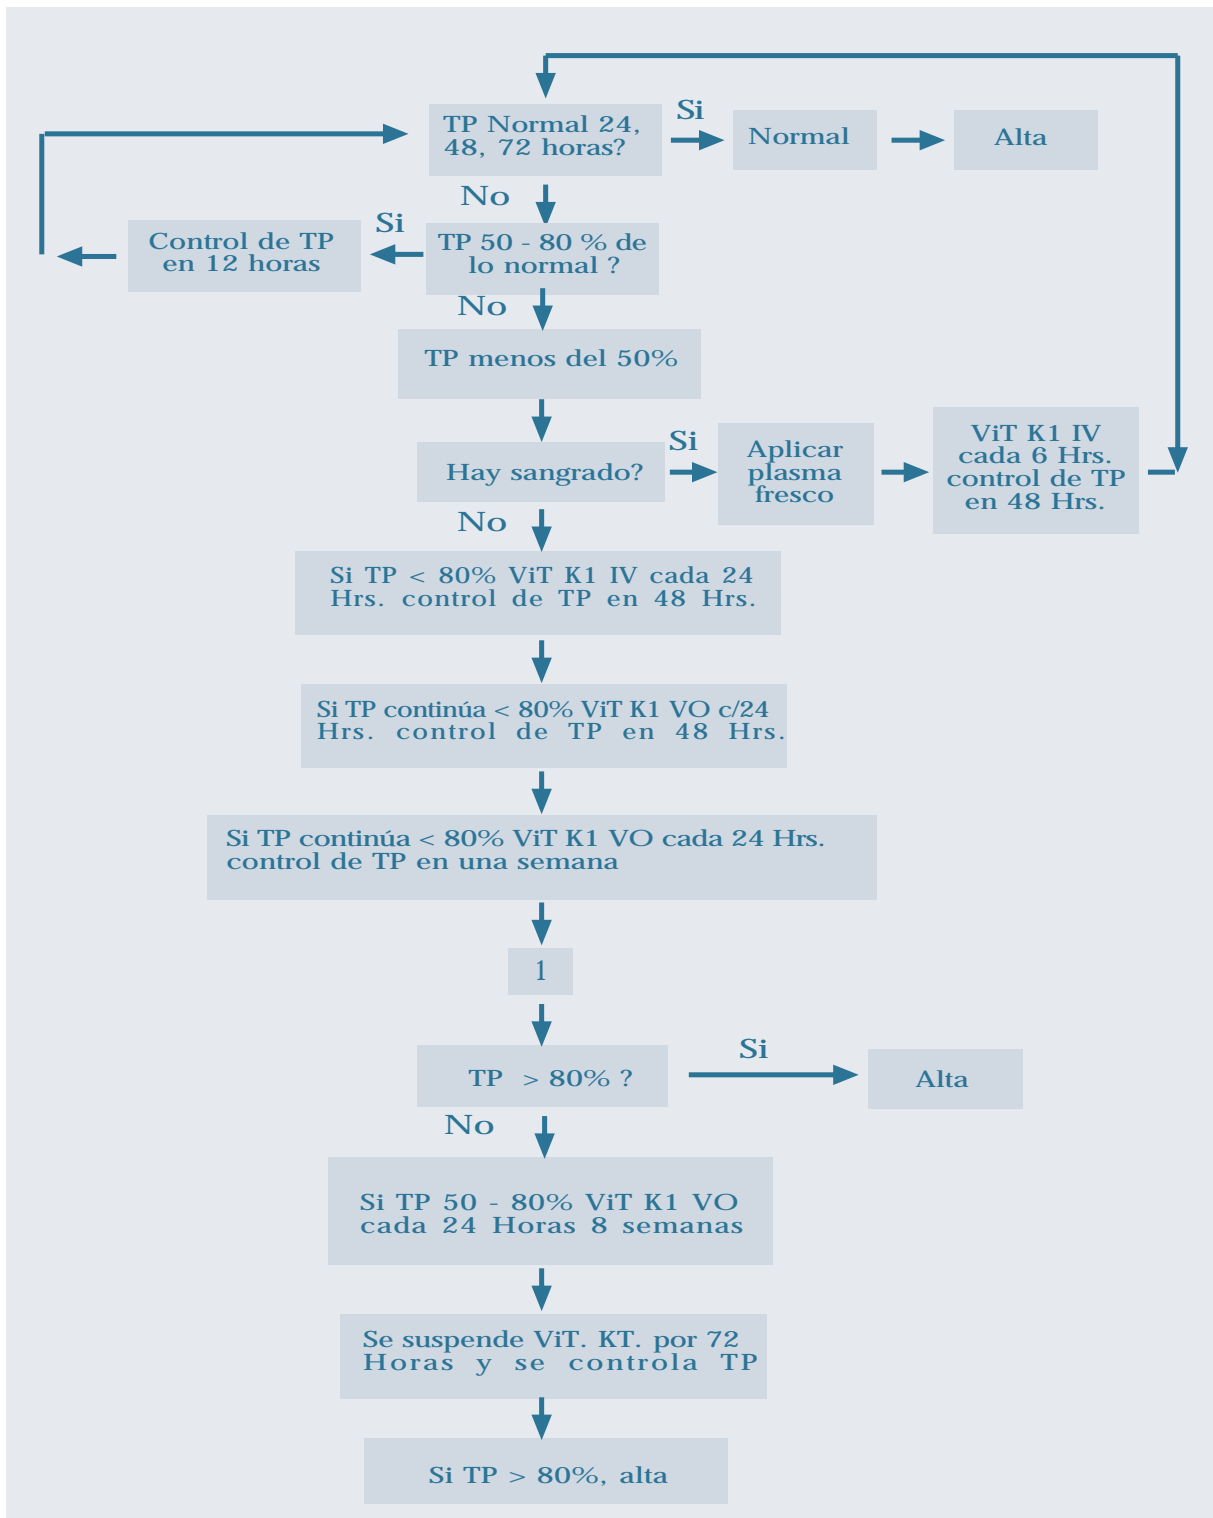 TP Normal 24,
48, 72 horas?
Si
Normal
Alta
No
TP 50 - 80 % de
lo normal ?
Si
Control de TP
en 12 horas
No
TP menos del 50%
Hay sangrado?
Si
Aplicar
plasma
fresco
ViT K1 IV
cada 6 Hrs.
control de TP
en 48 Hrs.
No
Si TP < 80% ViT K1 IV cada 24
Hrs. control de TP en 48 Hrs.
Si TP continúa < 80% ViT K1 VO c/24
Hrs. control de TP en 48 Hrs.
Si TP continúa < 80% ViT K1 VO cada 24 Hrs.
control de TP en una semana
1
TP > 80% ?
Si
Alta
No
Si TP 50 - 80% ViT K1 VO
cada 24 Horas 8 semanas
Se suspende ViT. KT. por 72
Horas y se controla TP
Si TP > 80%, alta